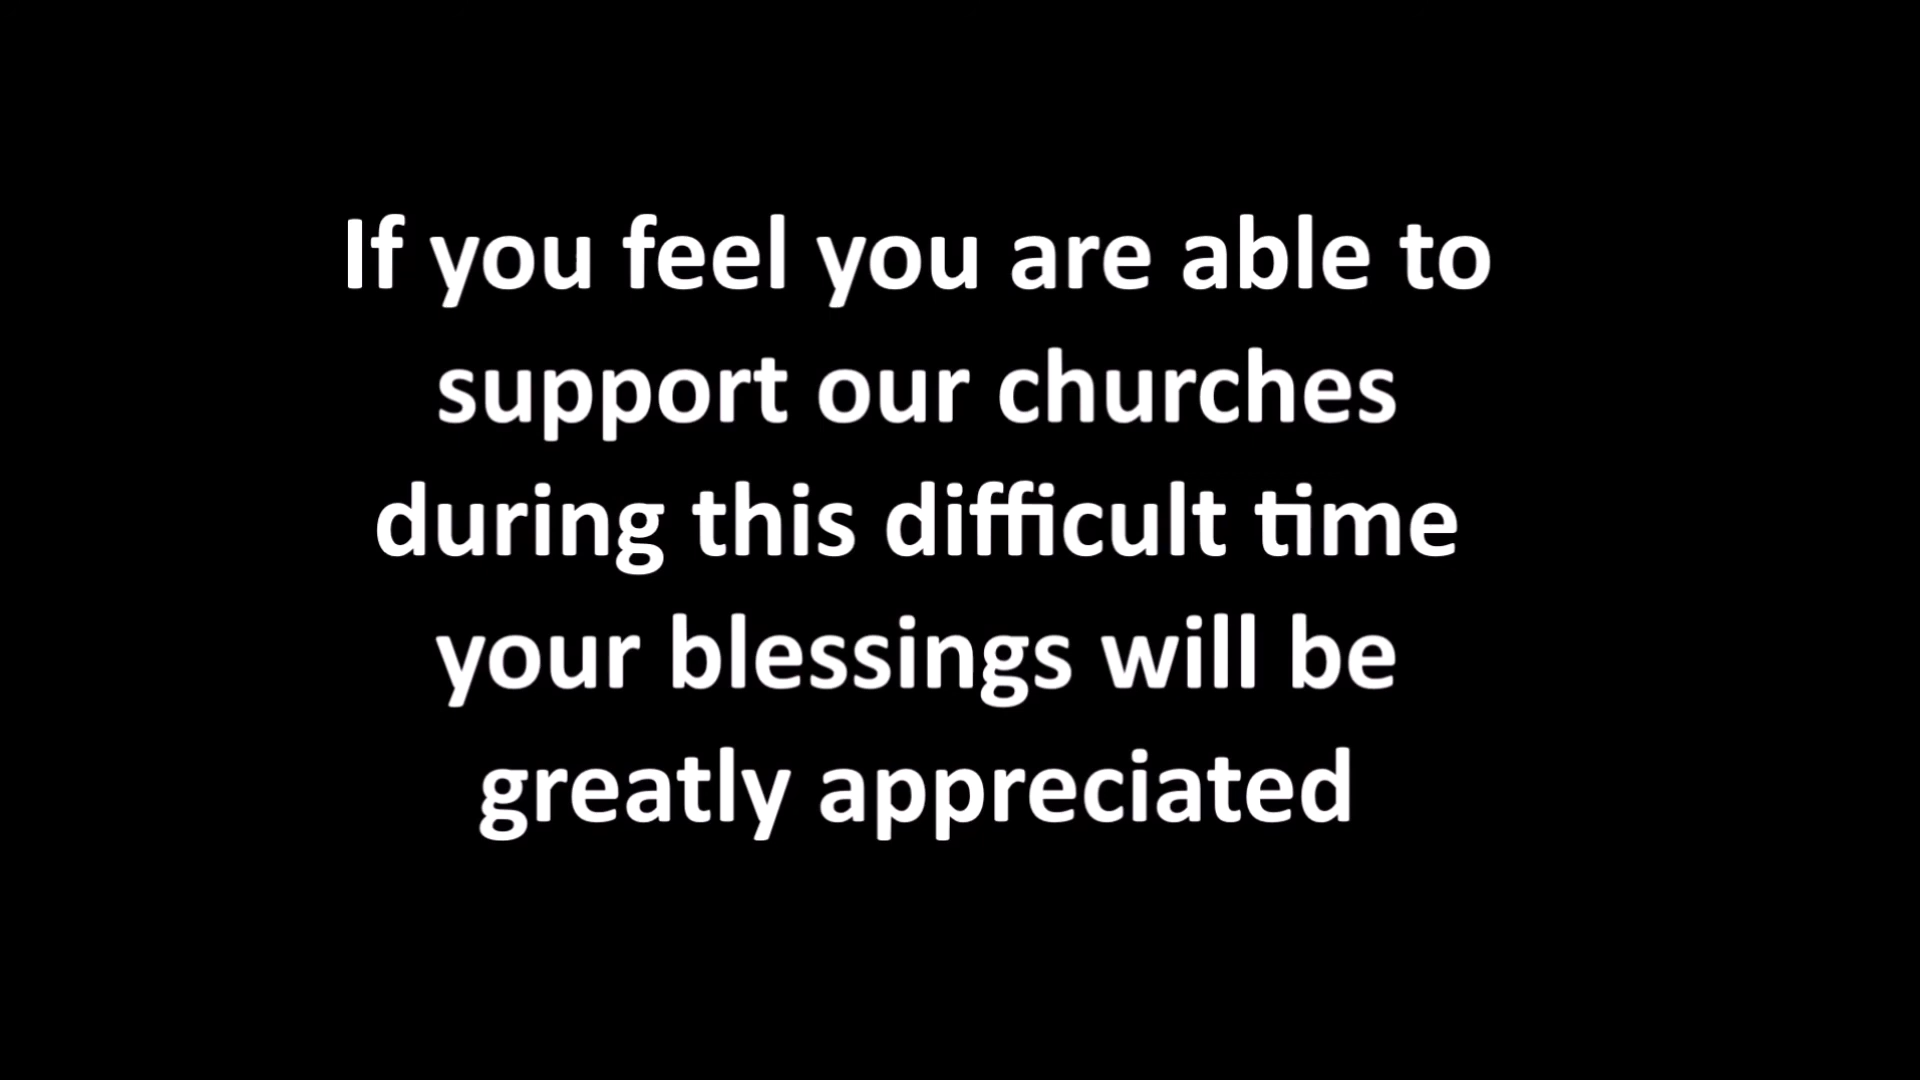 If you feel you are able to
support our churches
during this difficult time
your blessings will be
greatly appreciated